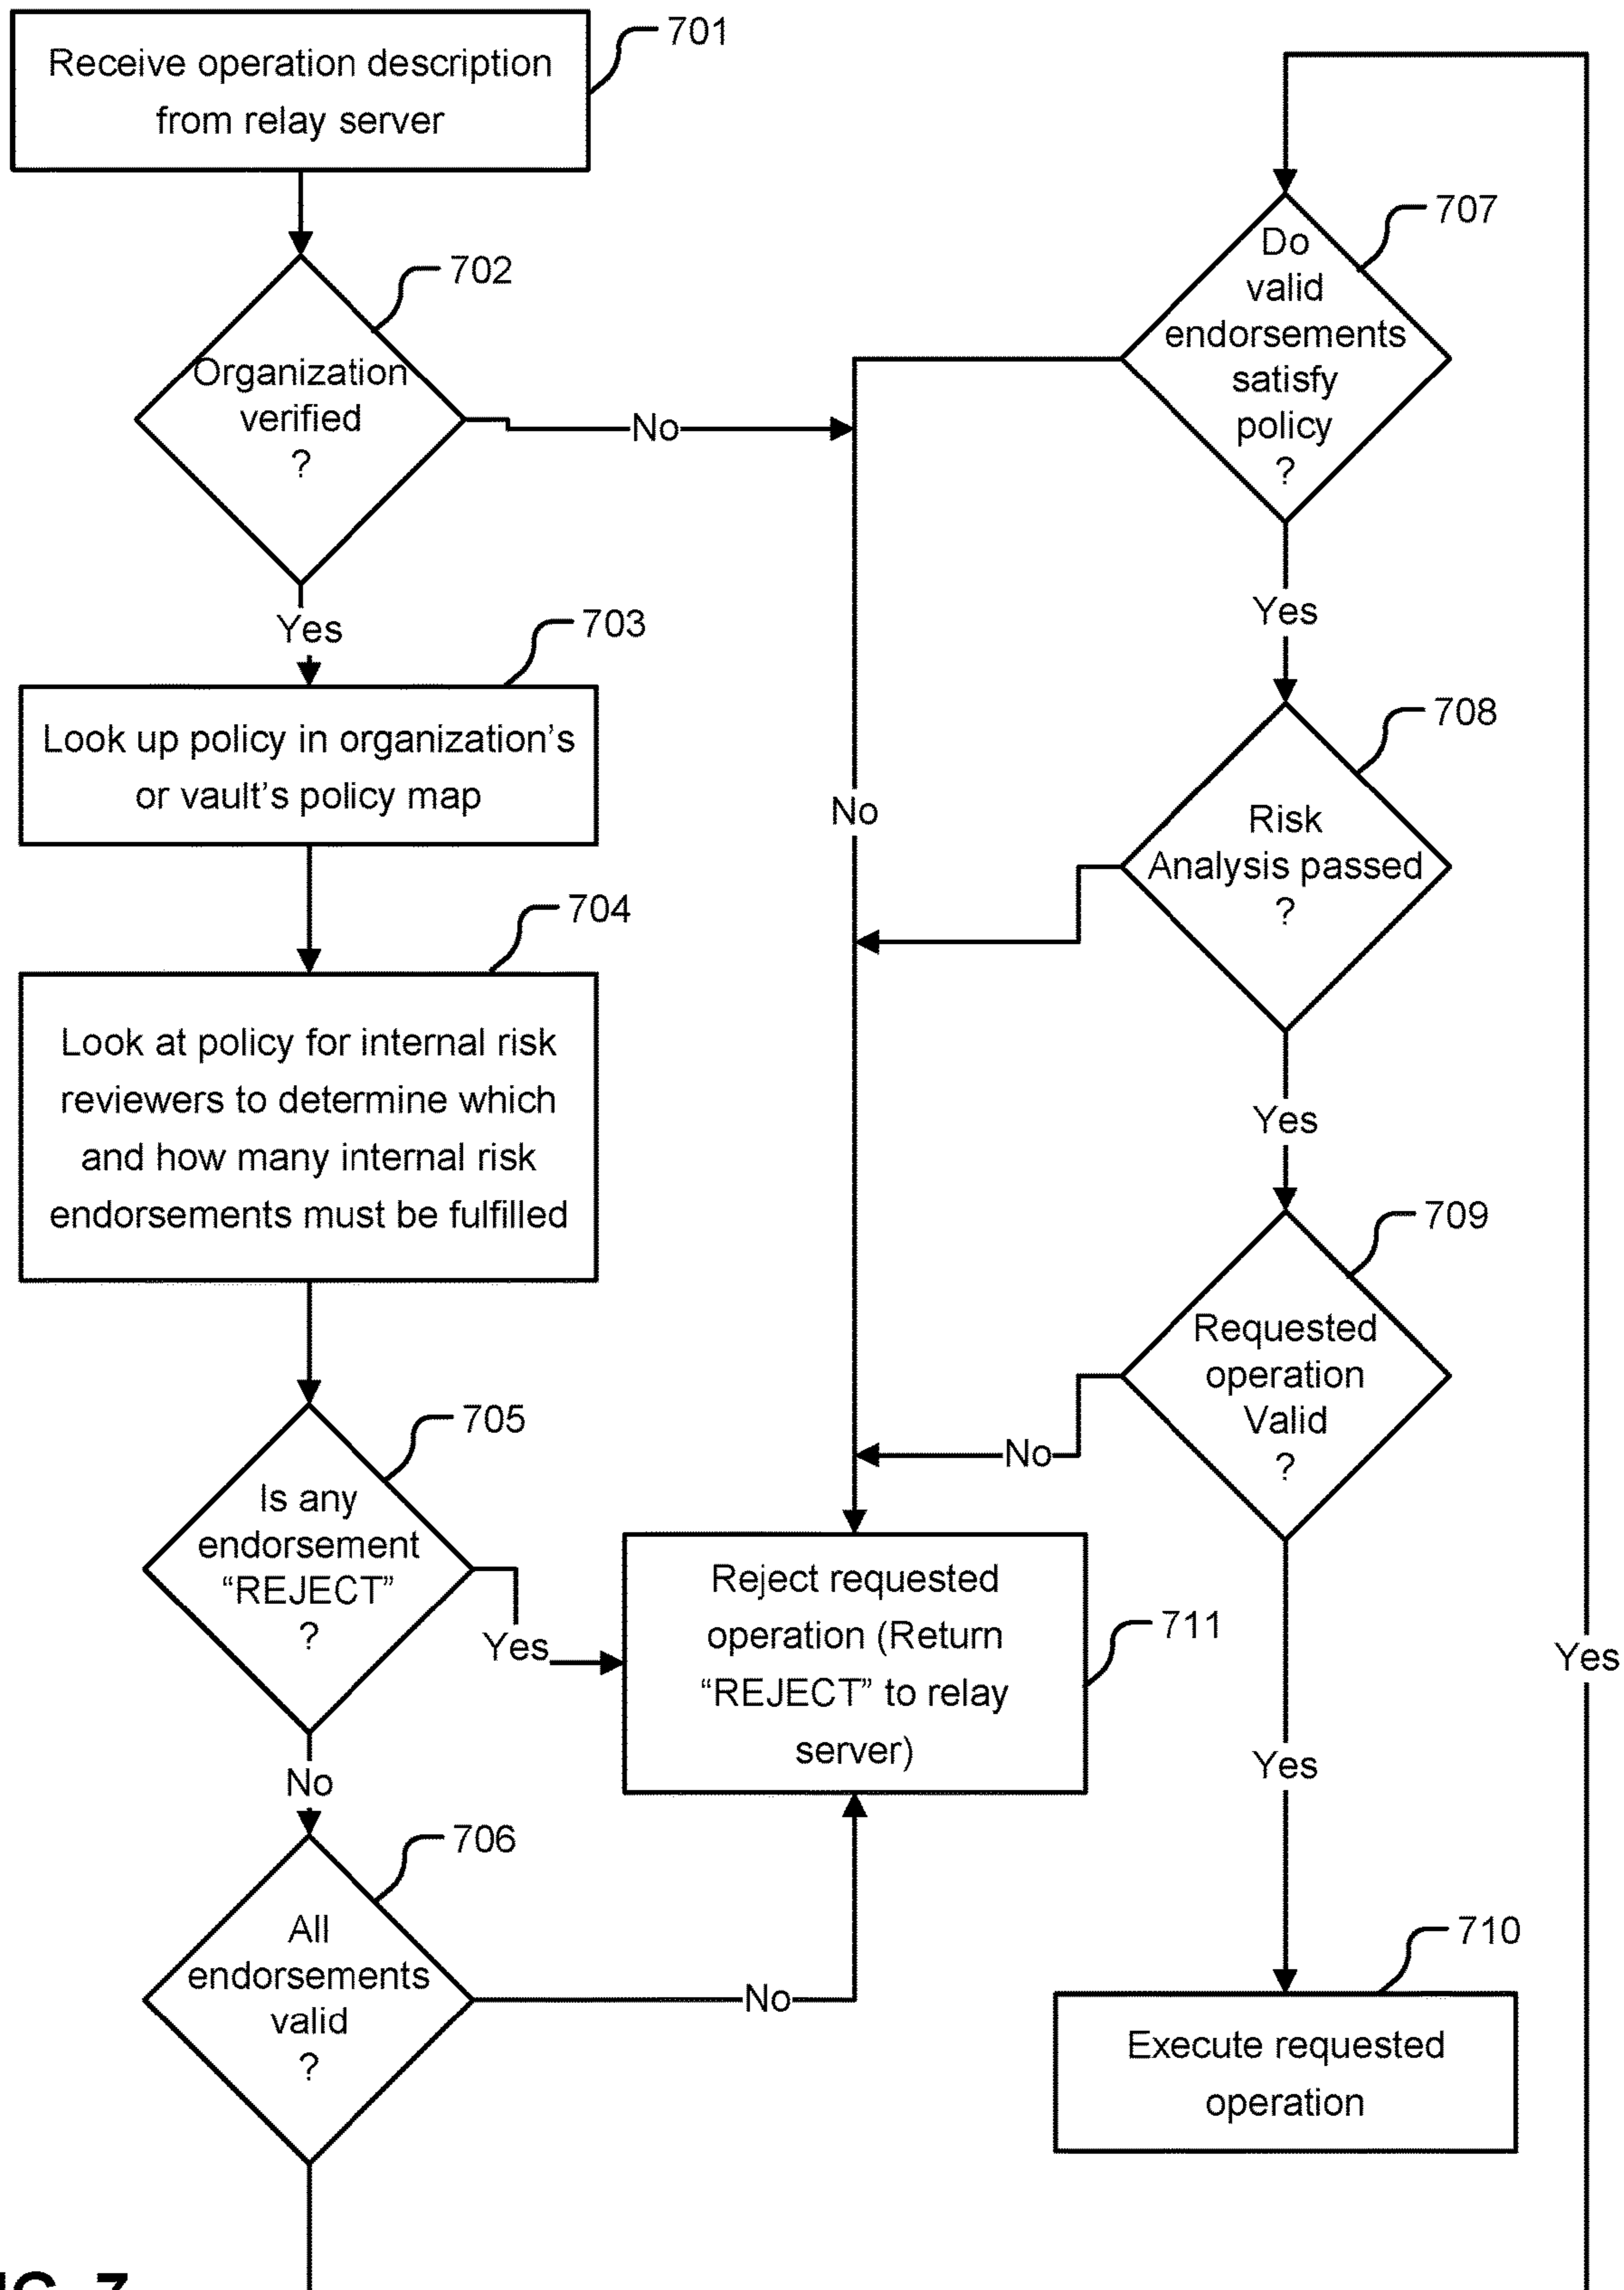 701
Receive operation description
from relay server
702
Organization
verified
?
No
Yes
703
Look up policy in organization's
or vault's policy map
704
Look at policy for internal risk
reviewers to determine which
and how many internal risk
endorsements must be fulfilled
705
Is any
endorsement
“REJECT”
?
Yes
No
706
All
endorsements
valid
?
No
Yes
707
Do
valid
endorsements
satisfy
policy
?
No
Yes
708
Risk
Analysis passed
?
Yes
709
Requested
operation
Valid
?
No
Yes
710
Execute requested
operation
711
Reject requested
operation (Return
“REJECT” to relay
server)